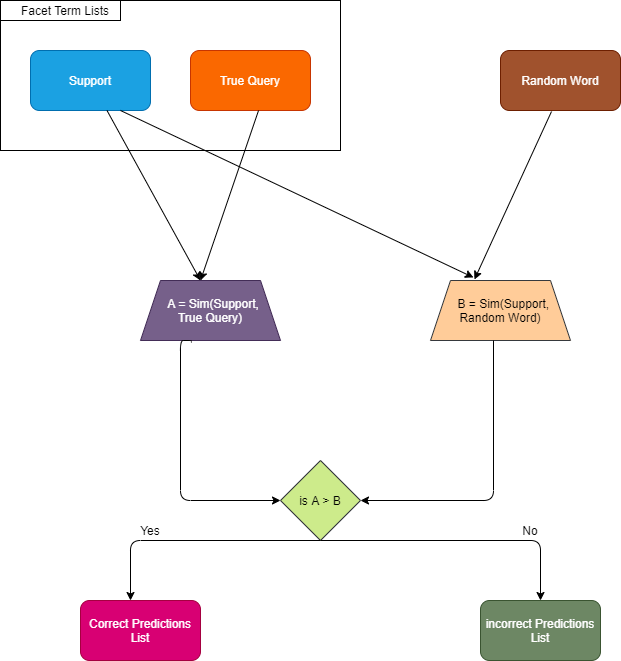 Facet Term Lists
Support
True Query
Random Word
A = Sim(Support,
True Query)
B = Sim(Support,
Random Word)
is A > B
Yes
No
Correct Predictions
List
incorrect Predictions
List